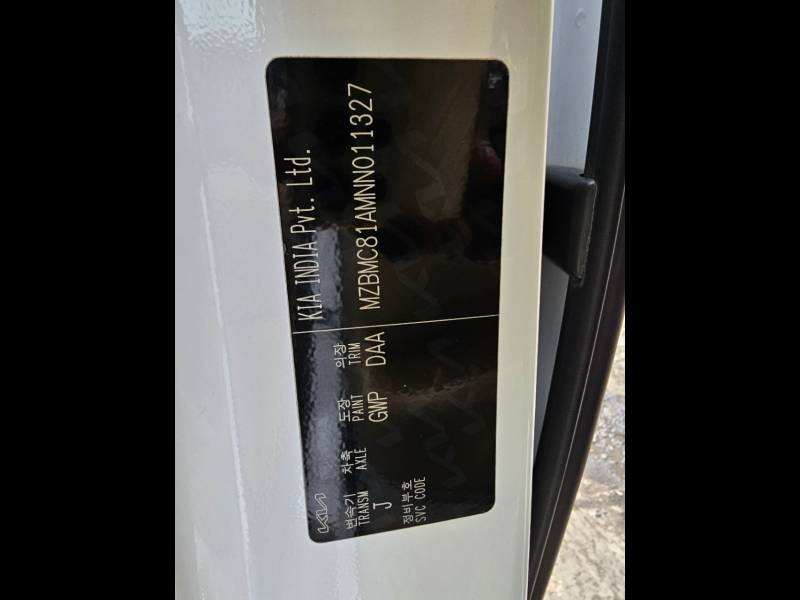 KIA
KIA INDIA Pvt. Ltd.
변속기 차축 도장 의장
TRANSM AXLE PAINT TRIM
J GWP DAA
MZBMC81AMNN011327
정비부호
SVC CODE